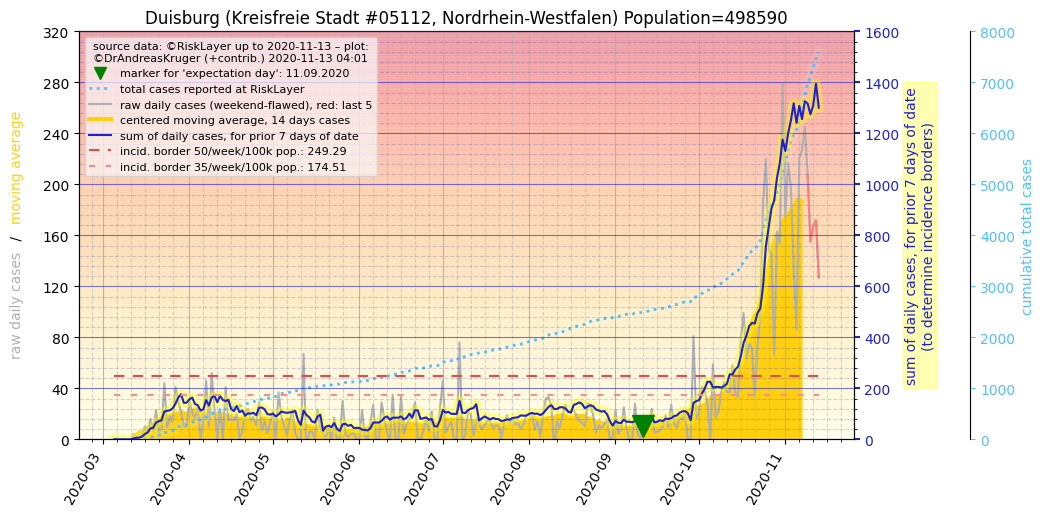 Duisburg (Kreisfreie Stadt #05112, Nordrhein-Westfalen) Population=498590
source data: ©RiskLayer up to 2020-11-13 – plot:
©DrAndreasKruger (+contrib.) 2020-11-13 04:01
marker for 'expectation day': 11.09.2020
total cases reported at RiskLayer
raw daily cases (weekend-flawed), red: last 5
centered moving average, 14 days cases
sum of daily cases, for prior 7 days of date
incid. border 50/week/100k pop.: 249.29
incid. border 35/week/100k pop.: 174.51
raw daily cases / moving average
320
280
240
200
160
120
80
40
0
2020-03
2020-04
2020-05
2020-06
2020-07
2020-08
2020-09
2020-10
2020-11
1600
1400
1200
1000
800
600
400
200
0
sum of daily cases, for prior 7 days of date
(to determine incidence borders)
8000
7000
6000
5000
4000
3000
2000
1000
0
cumulative total cases